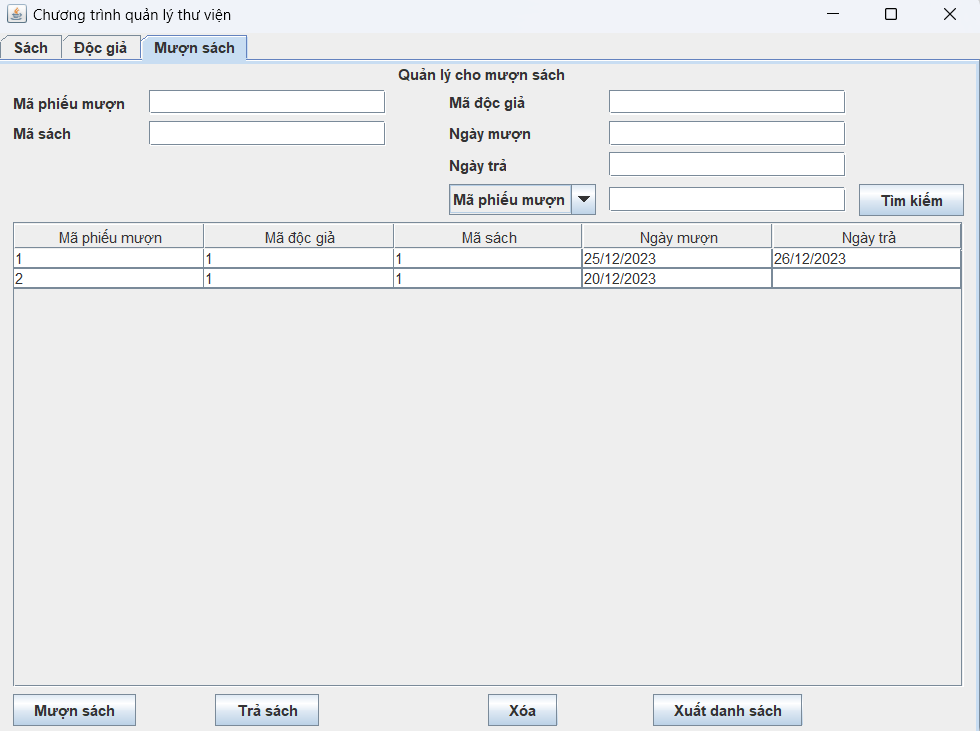 Chương trình quản lý thư viện
Sách Độc giả Mượn sách
Quản lý cho mượn sách
Mã phiếu mượn Mã độc giả
Mã sách Ngày mượn
Ngày trả
Mã phiếu mượn Tìm kiếm
Mã phiếu mượn Mã độc giả Mã sách Ngày mượn Ngày trả
1 1 1 25/12/2023 26/12/2023
2 1 1 20/12/2023
Mượn sách Trả sách Xóa Xuất danh sách